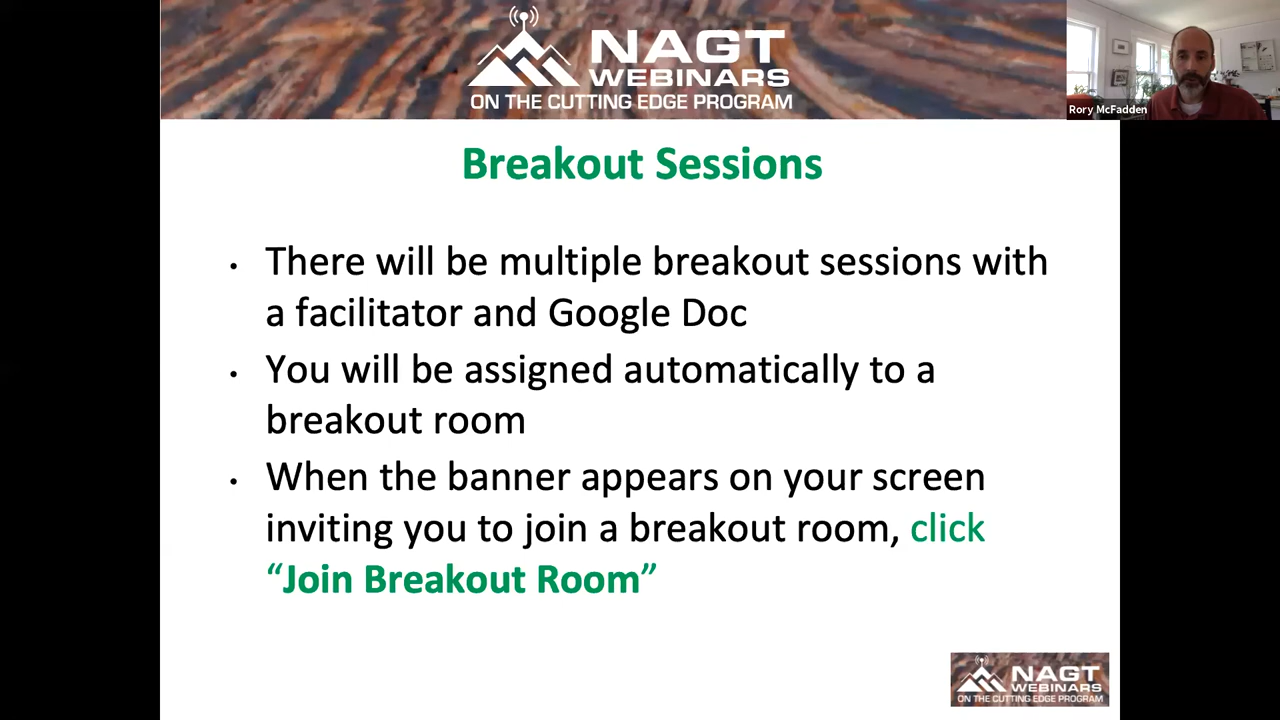 NAGT
WEBINARS
ON THE CUTTING EDGE PROGRAM
Rory McFadden
Breakout Sessions
• There will be multiple breakout sessions with
a facilitator and Google Doc
• You will be assigned automatically to a
breakout room
• When the banner appears on your screen
inviting you to join a breakout room, click
“Join Breakout Room”
NAGT
WEBINARS
ON THE CUTTING EDGE PROGRAM